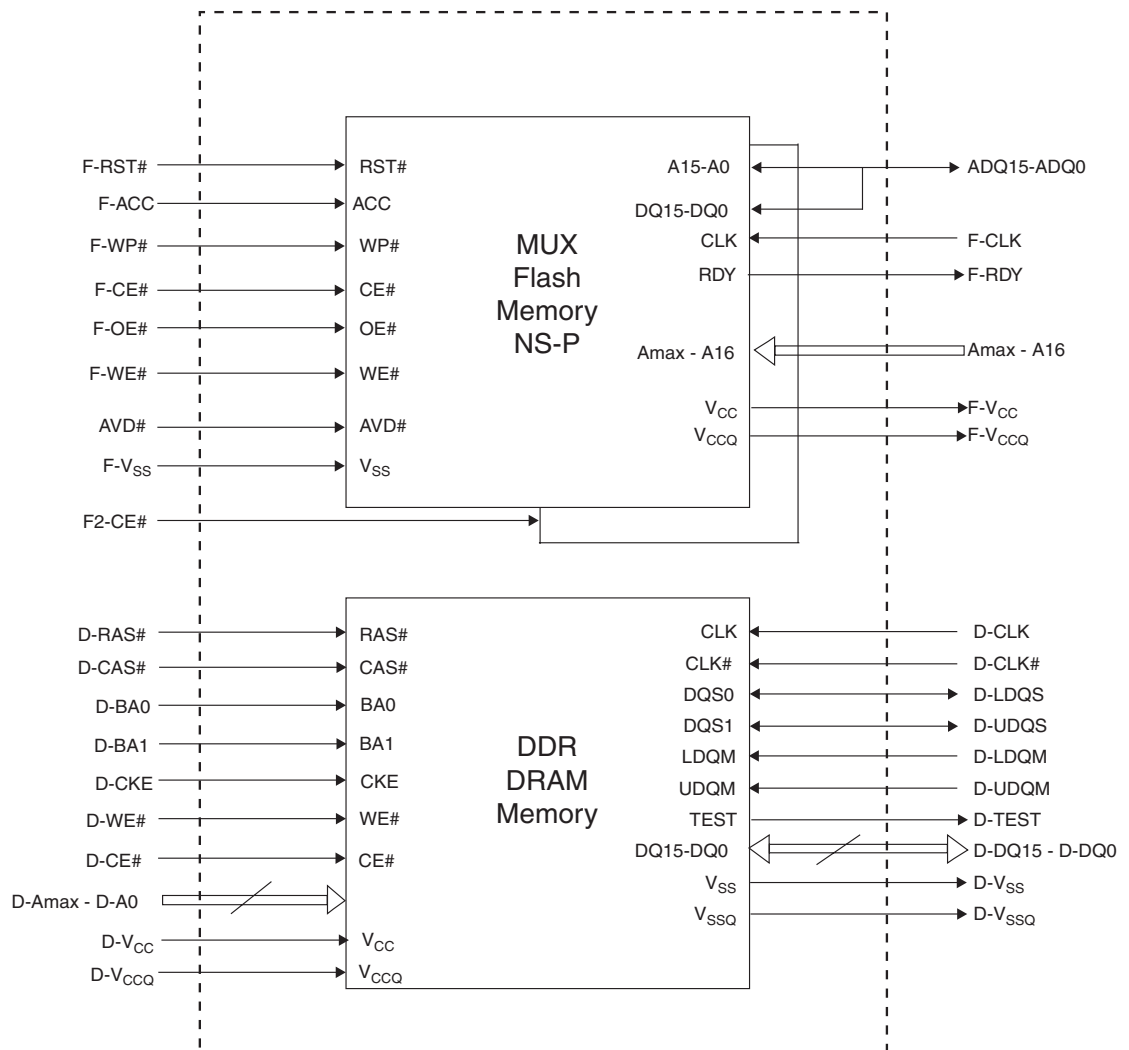 F-RST# RST# A15-A0 ADQ15-ADQ0
F-ACC ACC DQ15-DQ0
F-WP# WP# CLK F-CLK
MUX
Flash
Memory
NS-P
F-CE# CE# RDY F-RDY
F-OE# OE#
F-WE# WE# Amax - A16 Amax - A16
AVD# AVD# VCC F-VCC
F-VSS VSS VCCQ F-VCCQ
F2-CE#
D-RAS# RAS# CLK D-CLK
D-CAS# CAS# CLK# D-CLK#
D-BA0 BA0 DQS0 D-LDQS
D-BA1 BA1 DQS1 D-UDQS
DDR
DRAM
Memory
D-CKE CKE LDQM D-LDQM
UDQM D-UDQM
D-WE# WE# TEST D-TEST
D-CE# CE# DQ15-DQ0 D-DQ15 - D-DQ0
D-Amax - D-A0 VSS D-VSS
VSSQ D-VSSQ
D-VCC VCC
D-VCCQ VCCQ